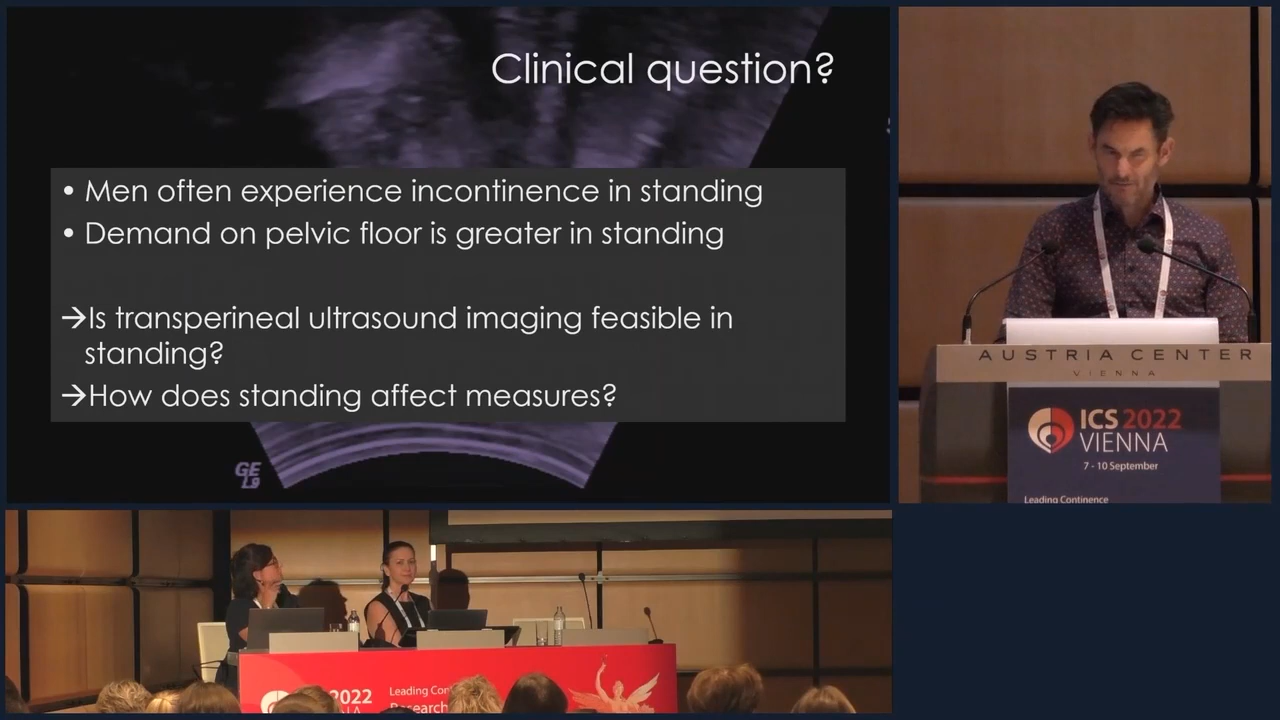 Clinical question?
• Men often experience incontinence in standing
• Demand on pelvic floor is greater in standing
→Is transperineal ultrasound imaging feasible in
standing?
→How does standing affect measures?
GE
L9
AUSTRIA CENTER
VIENNA
ICS 2022
VIENNA
7 - 10 September
Leading Continence
2022
Leading Con
Research